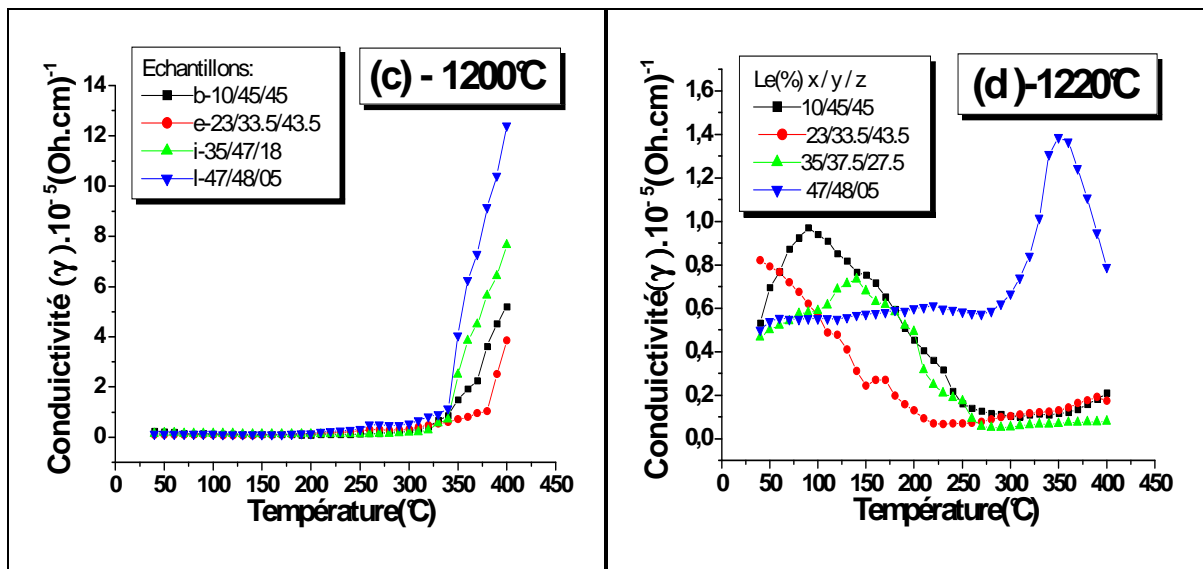 (c) - 1200°C
Echantillons:
b-10/45/45
e-23/33.5/43.5
i-35/47/18
l-47/48/05
Conduictivité (γ).10⁻⁵(Oh.cm)⁻¹
14
12
10
8
6
4
2
0
0 50 100 150 200 250 300 350 400 450
Température(°C)
(d)-1220°C
Le(%) x / y / z
10/45/45
23/33.5/43.5
35/37.5/27.5
47/48/05
Conduictivité(γ).10⁻⁵(Oh.cm)⁻¹
1,6
1,4
1,2
1,0
0,8
0,6
0,4
0,2
0,0
0 50 100 150 200 250 300 350 400 450
Température(°C)